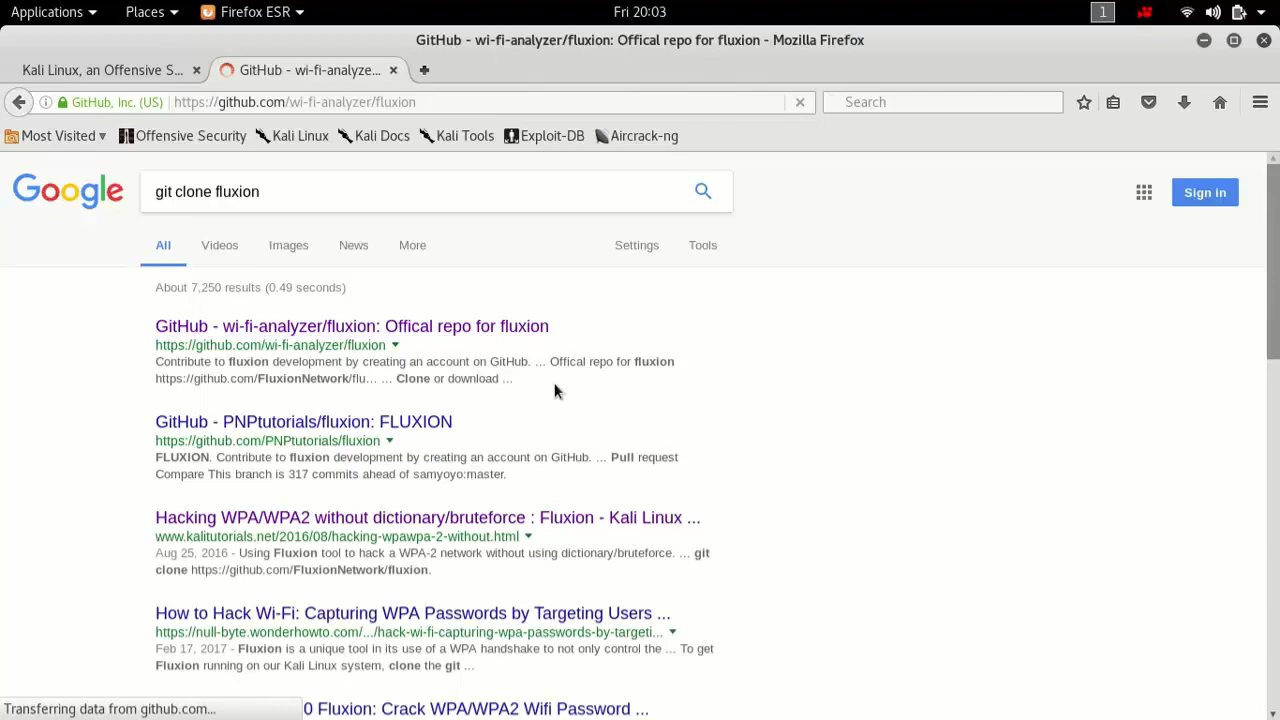 Applications Places Firefox ESR Fri 20:03 1
GitHub - wi-fi-analyzer/fluxion: Offical repo for fluxion - Mozilla Firefox
Kali Linux, an Offensive S... GitHub - wi-fi-analyze...
GitHub, Inc. (US) https://github.com/wi-fi-analyzer/fluxion Search
Most Visited Offensive Security Kali Linux Kali Docs Kali Tools Exploit-DB Aircrack-ng
Google git clone fluxion Sign in
All Videos Images News More Settings Tools
About 7,250 results (0.49 seconds)
GitHub - wi-fi-analyzer/fluxion: Offical repo for fluxion
https://github.com/wi-fi-analyzer/fluxion
Contribute to fluxion development by creating an account on GitHub. ... Offical repo for fluxion
https://github.com/FluxionNetwork/flu... ... Clone or download ...
GitHub - PNPtutorials/fluxion: FLUXION
https://github.com/PNPtutorials/fluxion
FLUXION. Contribute to fluxion development by creating an account on GitHub. ... Pull request
Compare This branch is 317 commits ahead of samyoyo:master.
Hacking WPA/WPA2 without dictionary/bruteforce : Fluxion - Kali Linux ...
www.kalitutorials.net/2016/08/hacking-wpawpa-2-without.html
Aug 25, 2016 - Using Fluxion tool to hack a WPA-2 network without using dictionary/bruteforce. ... git
clone https://github.com/FluxionNetwork/fluxion.
How to Hack Wi-Fi: Capturing WPA Passwords by Targeting Users ...
https://null-byte.wonderhowto.com/.../hack-wi-fi-capturing-wpa-passwords-by-targeti...
Feb 17, 2017 - Fluxion is a unique tool in its use of a WPA handshake to not only control the ... To get
Fluxion running on our Kali Linux system, clone the git ...
0 Fluxion: Crack WPA/WPA2 Wifi Password ...
Transferring data from github.com...